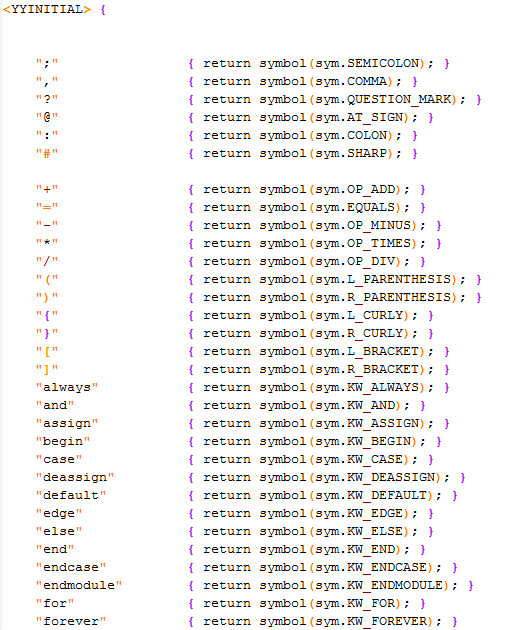 <YYINITIAL> {
";" { return symbol(sym.SEMICOLON); }
"," { return symbol(sym.COMMA); }
"?" { return symbol(sym.QUESTION_MARK); }
"@" { return symbol(sym.AT_SIGN); }
":" { return symbol(sym.COLON); }
"#" { return symbol(sym.SHARP); }
"+" { return symbol(sym.OP_ADD); }
"=" { return symbol(sym.EQUALS); }
"-" { return symbol(sym.OP_MINUS); }
"*" { return symbol(sym.OP_TIMES); }
"/" { return symbol(sym.OP_DIV); }
"(" { return symbol(sym.L_PARENTHESIS); }
")" { return symbol(sym.R_PARENTHESIS); }
"{" { return symbol(sym.L_CURLY); }
"}" { return symbol(sym.R_CURLY); }
"[" { return symbol(sym.L_BRACKET); }
"]" { return symbol(sym.R_BRACKET); }
"always" { return symbol(sym.KW_ALWAYS); }
"and" { return symbol(sym.KW_AND); }
"assign" { return symbol(sym.KW_ASSIGN); }
"begin" { return symbol(sym.KW_BEGIN); }
"case" { return symbol(sym.KW_CASE); }
"deassign" { return symbol(sym.KW_DEASSIGN); }
"default" { return symbol(sym.KW_DEFAULT); }
"edge" { return symbol(sym.KW_EDGE); }
"else" { return symbol(sym.KW_ELSE); }
"end" { return symbol(sym.KW_END); }
"endcase" { return symbol(sym.KW_ENDCASE); }
"endmodule" { return symbol(sym.KW_ENDMODULE); }
"for" { return symbol(sym.KW_FOR); }
"forever" { return symbol(sym.KW_FOREVER); }